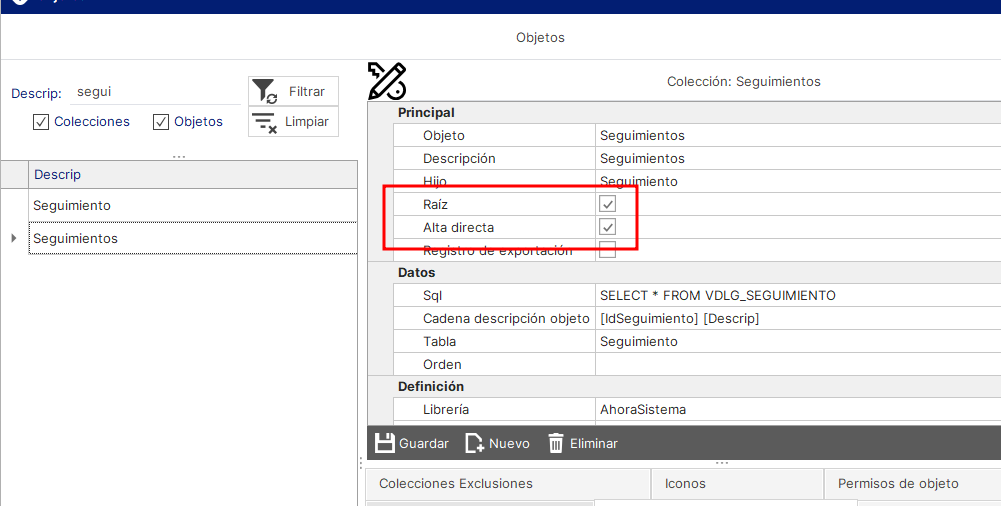 Objetos
Descrip: segui
Filtrar
Colecciones
Objetos
Limpiar
...
Descrip
Seguimiento
Seguimientos
Colección: Seguimientos
Principal
Objeto Seguimientos
Descripción Seguimientos
Hijo Seguimiento
Raíz
Alta directa
Registro de exportación
Datos
Sql SELECT * FROM VDLG_SEGUIMIENTO
Cadena descripción objeto [IdSeguimiento] [Descrip]
Tabla Seguimiento
Orden
Definición
Librería AhoraSistema
Guardar Nuevo Eliminar
...
Colecciones Exclusiones Iconos Permisos de objeto